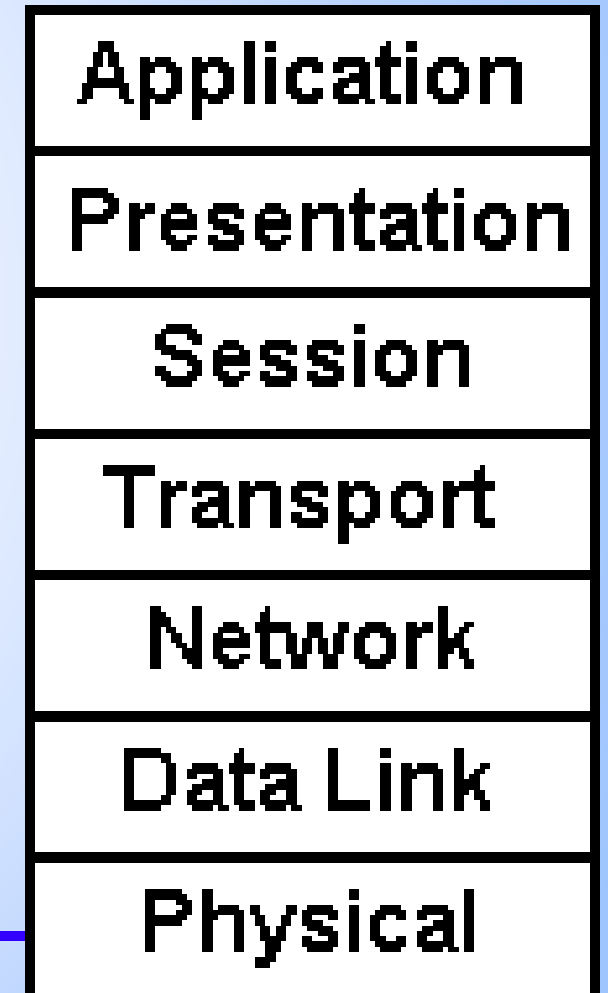 Application
Presentation
Session
Transport
Network
Data Link
Physical